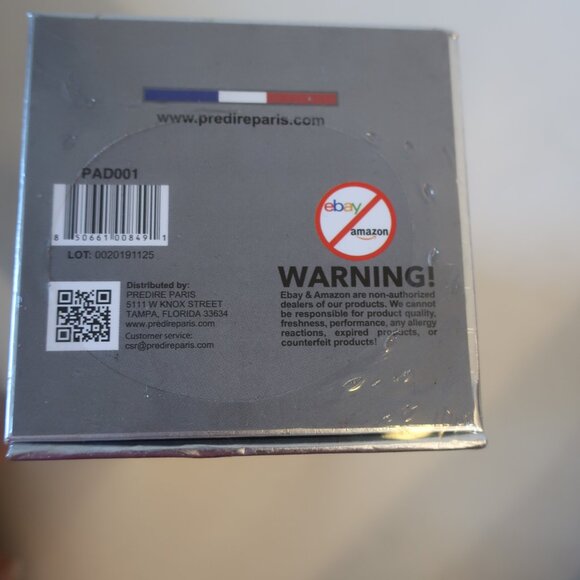 www.predireparis.com
PAD001
8 50661 00849 1
LOT: 0020191125
Distributed by:
PREDIRE PARIS
5111 W KNOX STREET
TAMPA, FLORIDA 33634
www.predireparis.com
Customer service:
csr@predireparis.com
ebay
amazon
WARNING!
Ebay & Amazon are non-authorized
dealers of our products. We cannot
be responsible for product quality,
freshness, performance, any allergy
reactions, expired products, or
counterfeit products!